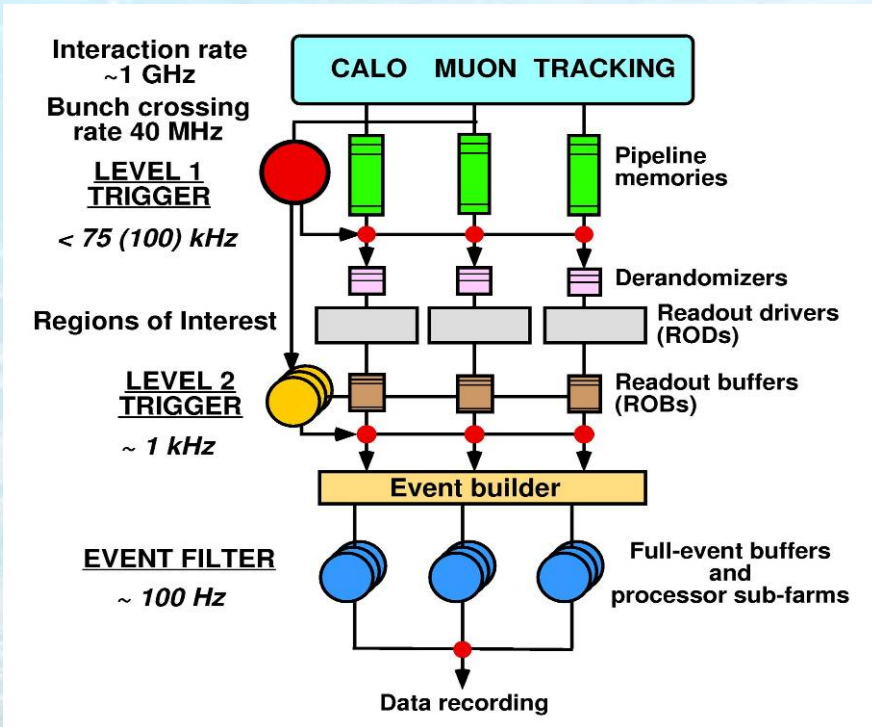 Interaction rate
~1 GHz
CALO MUON TRACKING
Bunch crossing
rate 40 MHz
Pipeline
memories
LEVEL 1
TRIGGER
< 75 (100) kHz
Derandomizers
Regions of Interest
Readout drivers
(RODs)
LEVEL 2
TRIGGER
Readout buffers
(ROBs)
~ 1 kHz
Event builder
EVENT FILTER
~ 100 Hz
Full-event buffers
and
processor sub-farms
Data recording